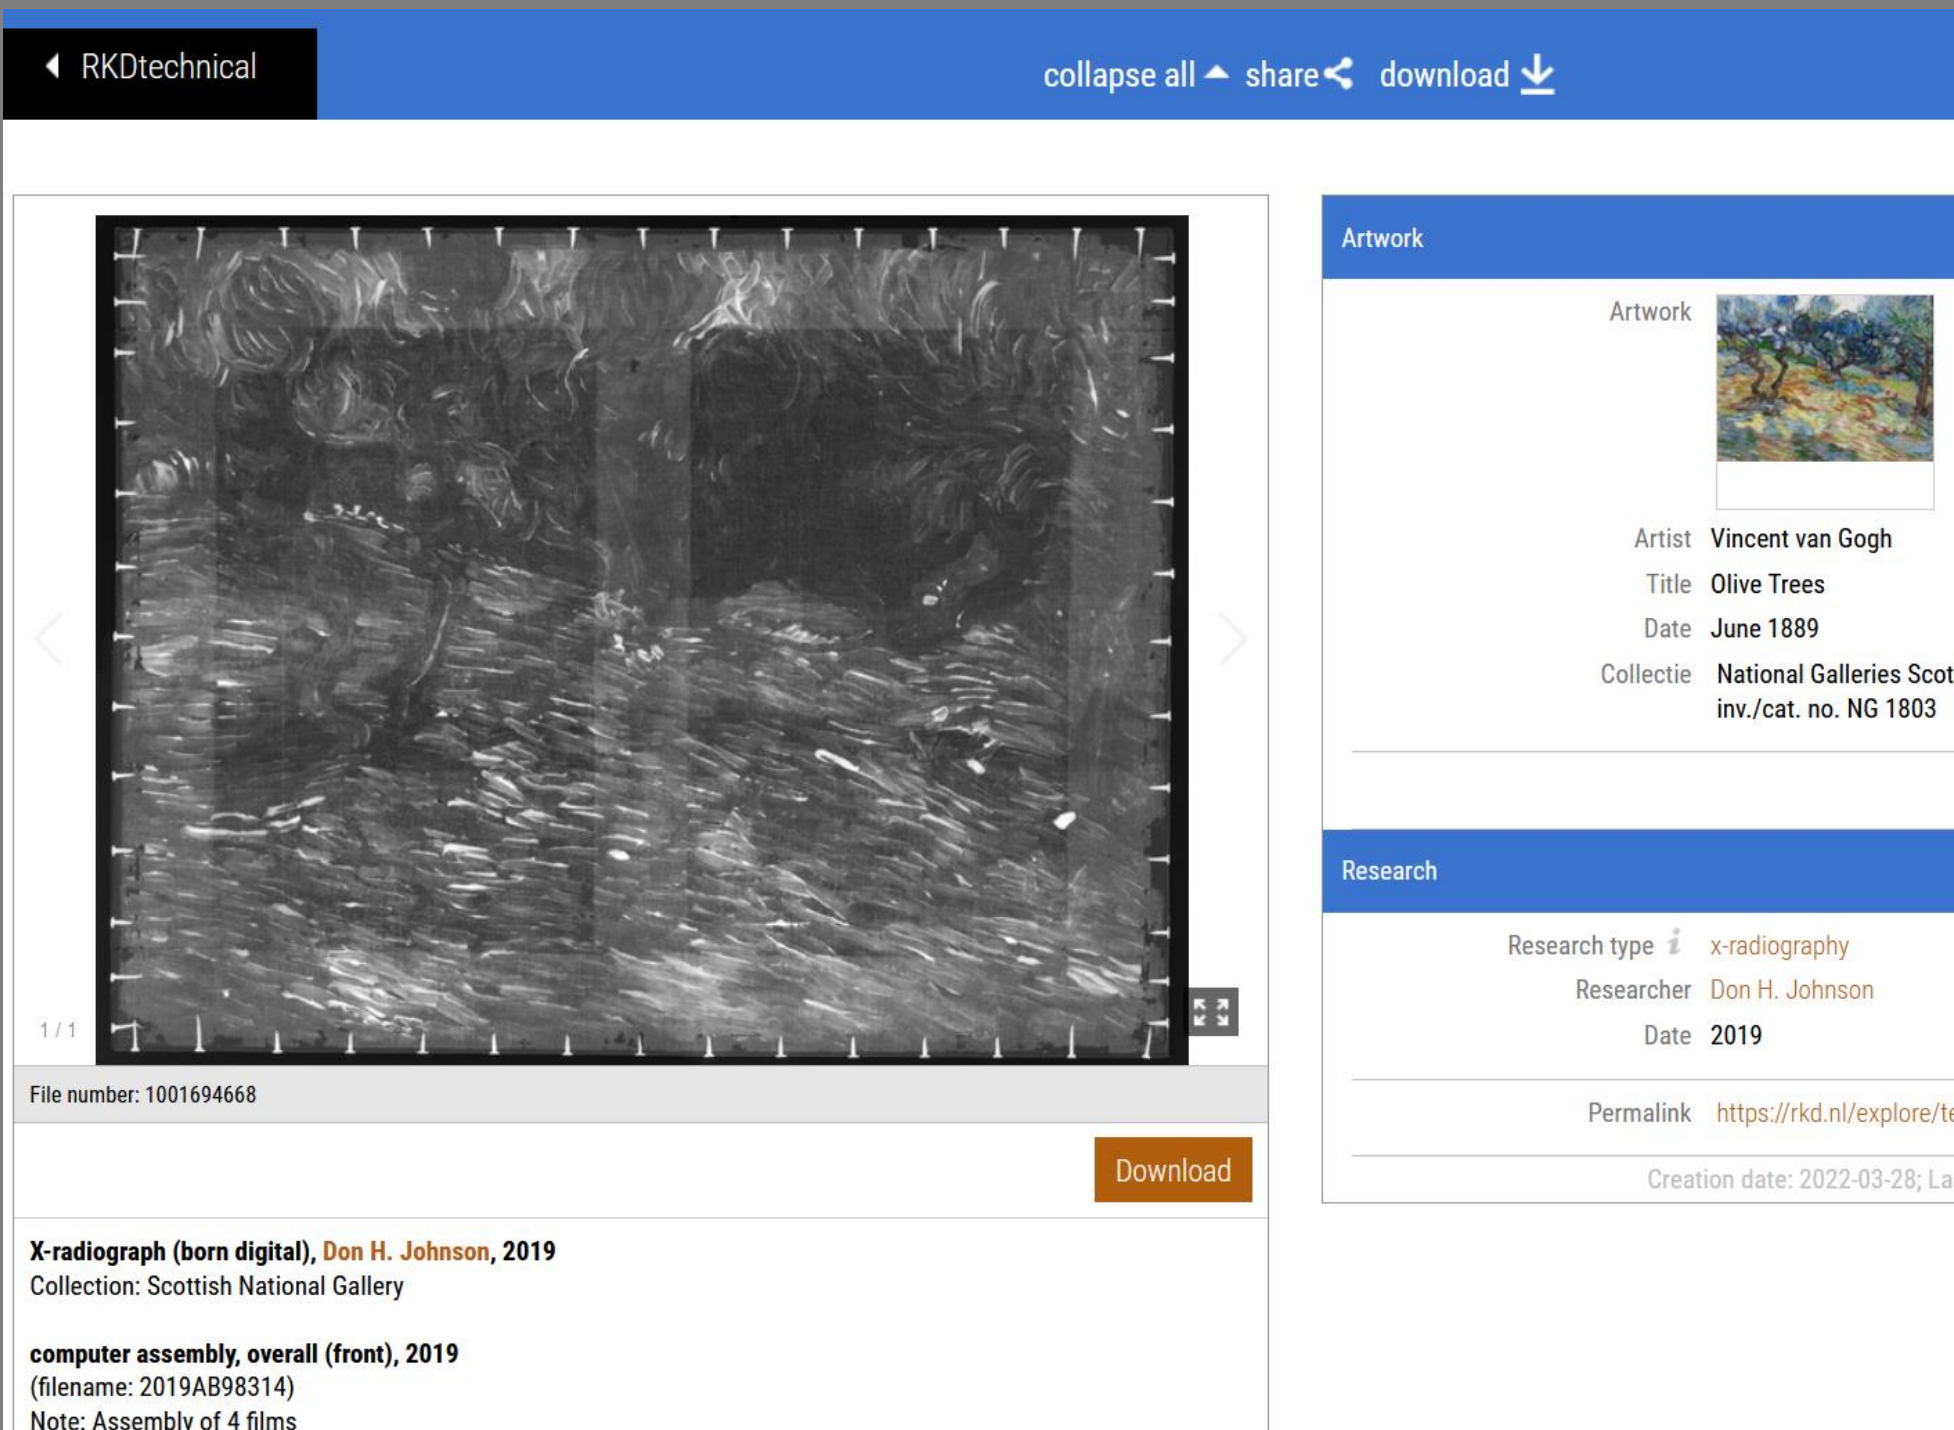 RKDtechnical
collapse all share download
1 / 1
File number: 1001694668
Download
X-radiograph (born digital), Don H. Johnson, 2019
Collection: Scottish National Gallery
computer assembly, overall (front), 2019
(filename: 2019AB98314)
Note: Assembly of 4 films
Artwork
Artwork
Artist Vincent van Gogh
Title Olive Trees
Date June 1889
Collectie National Galleries Scot
inv./cat. no. NG 1803
Research
Research type i x-radiography
Researcher Don H. Johnson
Date 2019
Permalink https://rkd.nl/explore/te
Creation date: 2022-03-28; La